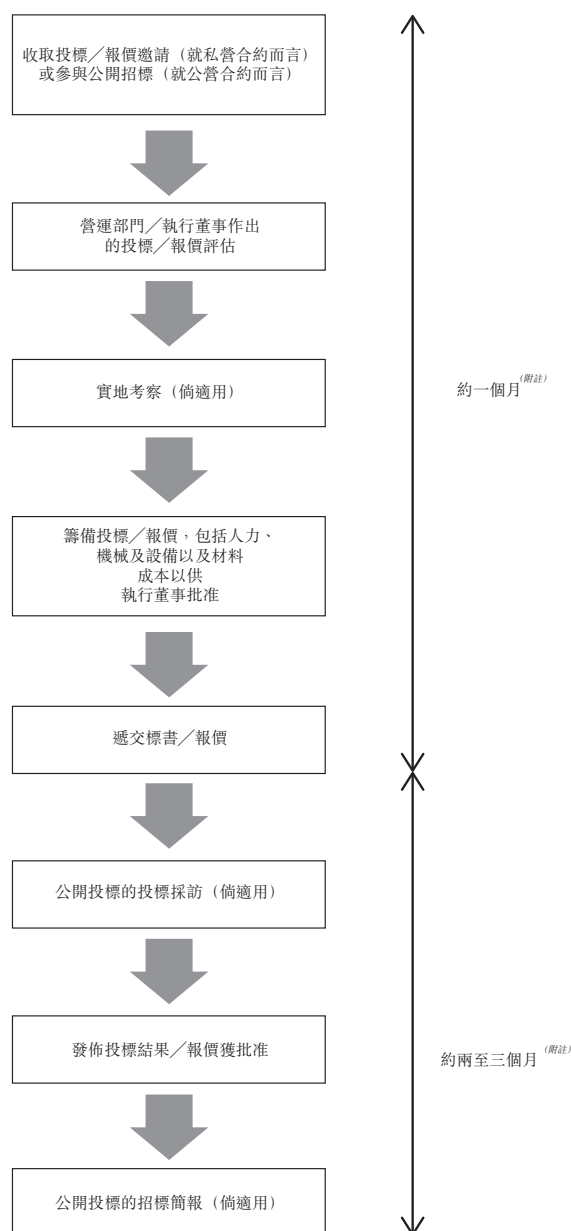 收取投標／報價邀請（就私營合約而言）
或參與公開招標（就公營合約而言）
營運部門／執行董事作出
的投標／報價評估
實地考察（倘適用）
約一個月(附註)
籌備投標／報價，包括人力、
機械及設備以及材料
成本以供
執行董事批准
遞交標書／報價
公開投標的投標採訪（倘適用）
發佈投標結果／報價獲批准
約兩至三個月(附註)
公開投標的招標簡報（倘適用）